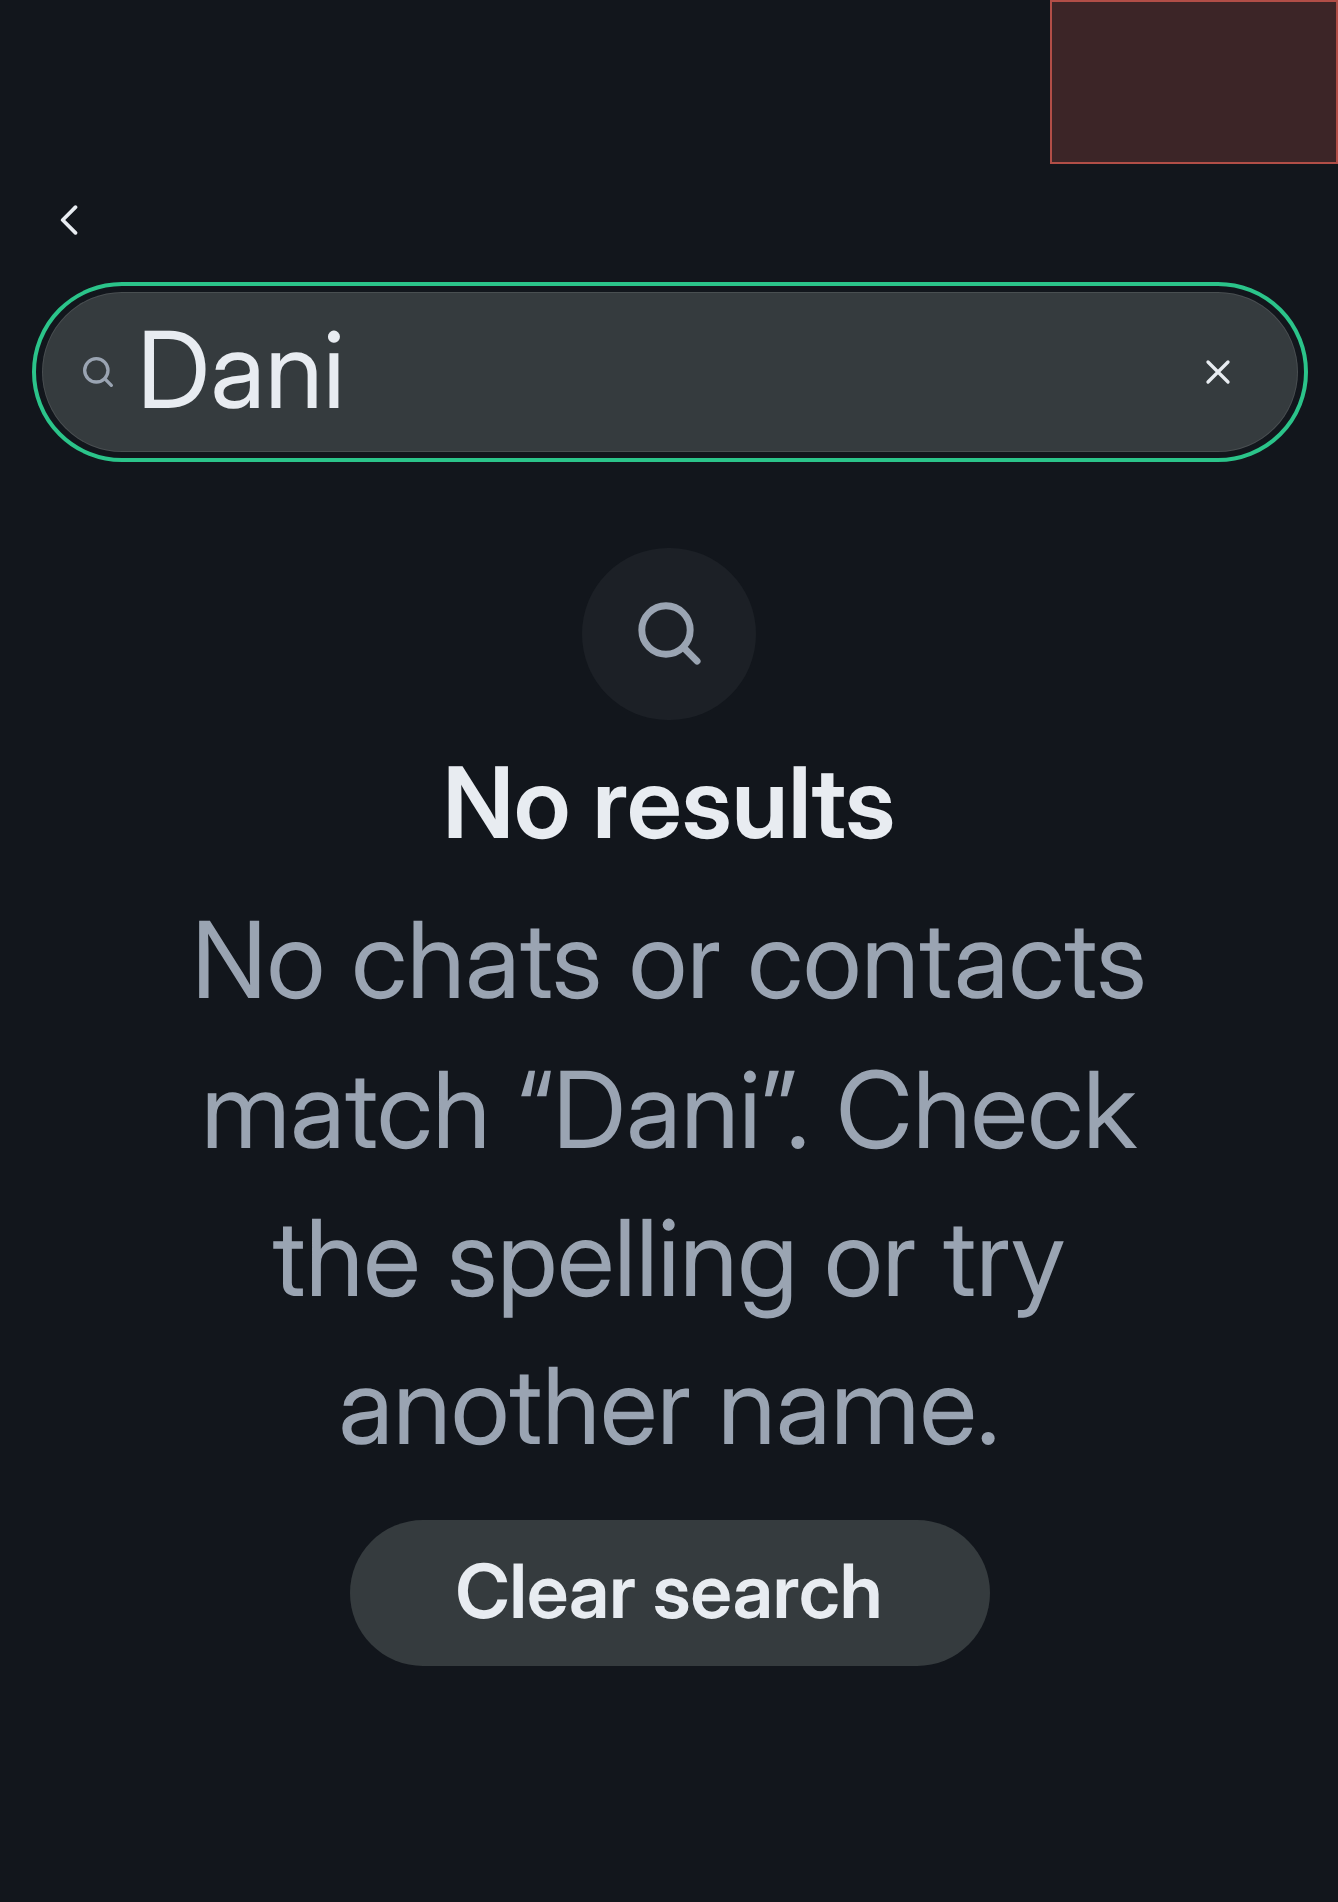 Dani
No results
No chats or contacts
match “Dani”. Check
the spelling or try
another name.
Clear search